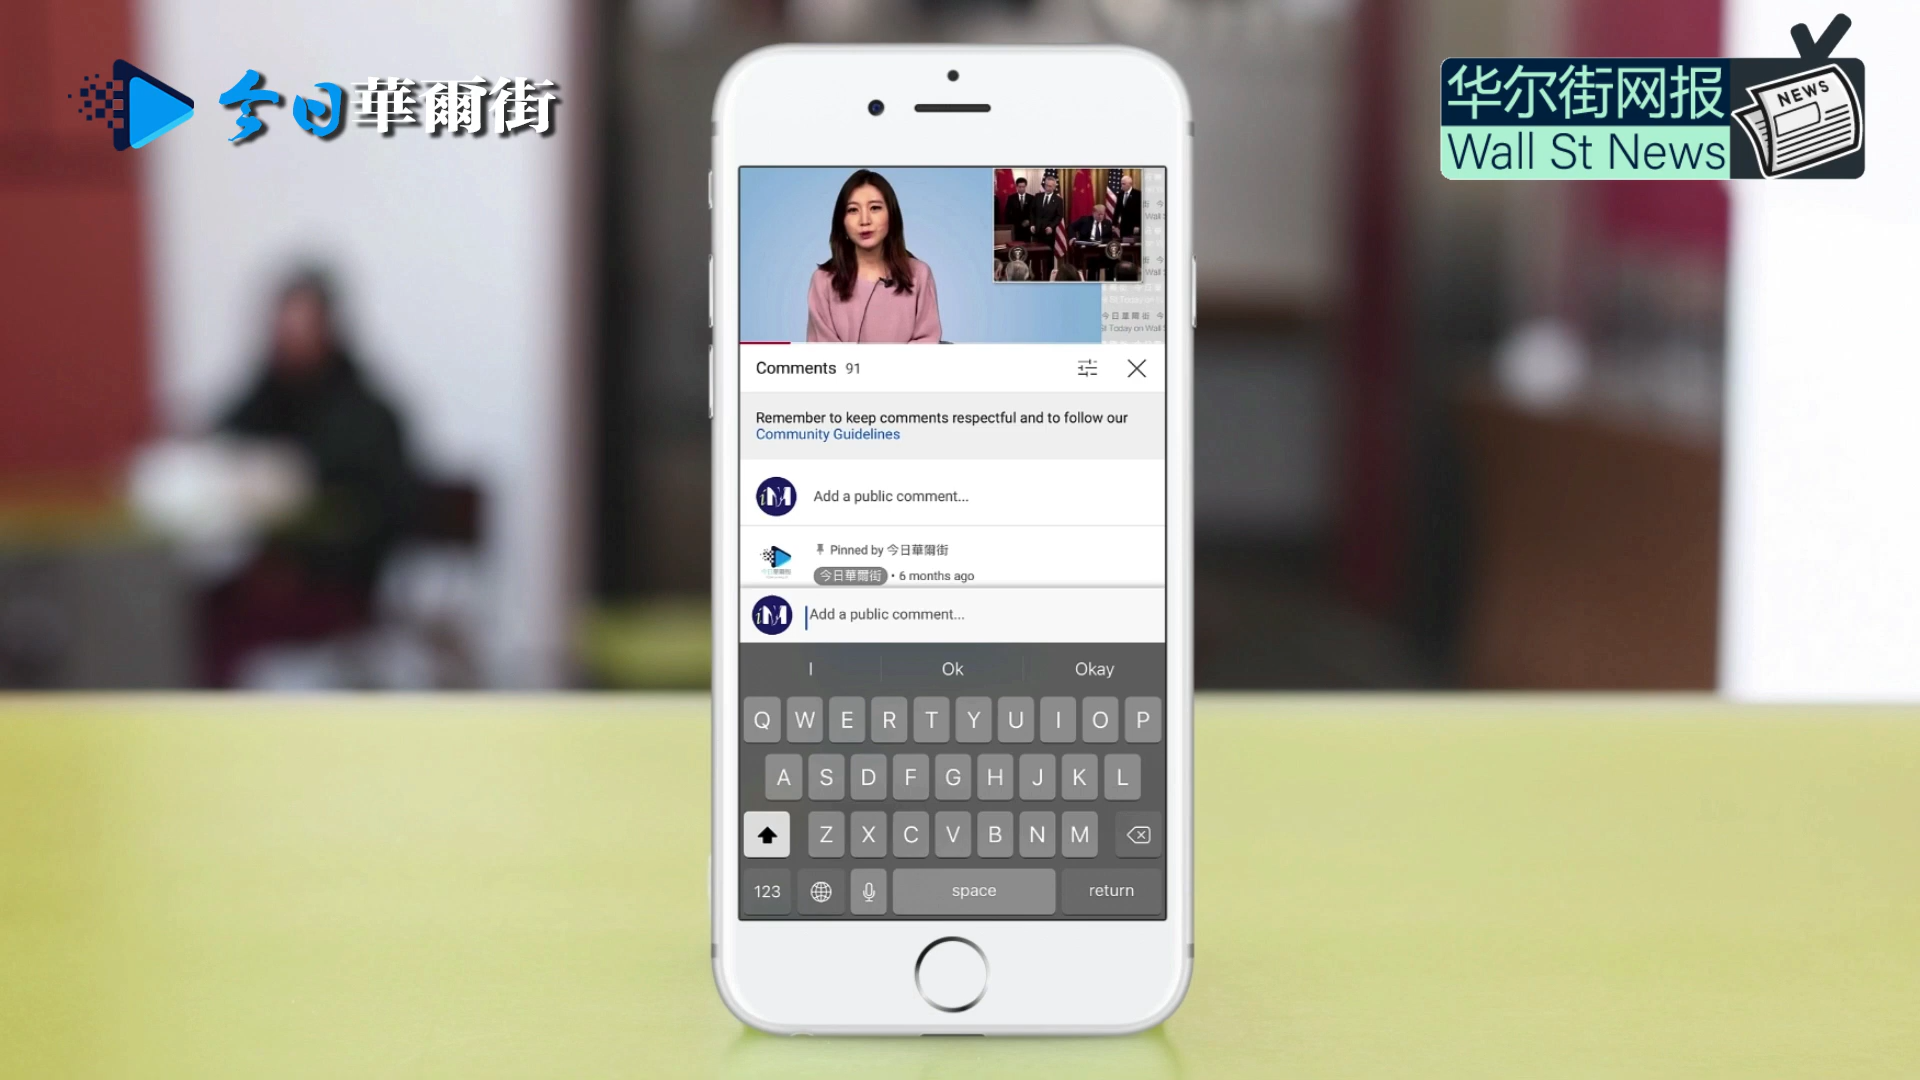 今日華爾街
华尔街网报
Wall St News
NEWS
Comments 91
Remember to keep comments respectful and to follow our
Community Guidelines
iM
Add a public comment...
Pinned by 今日華爾街
今日華爾街 • 6 months ago
iM
Add a public comment...
I Ok Okay
Q W E R T Y U I O P
A S D F G H J K L
Z X C V B N M
123 space return